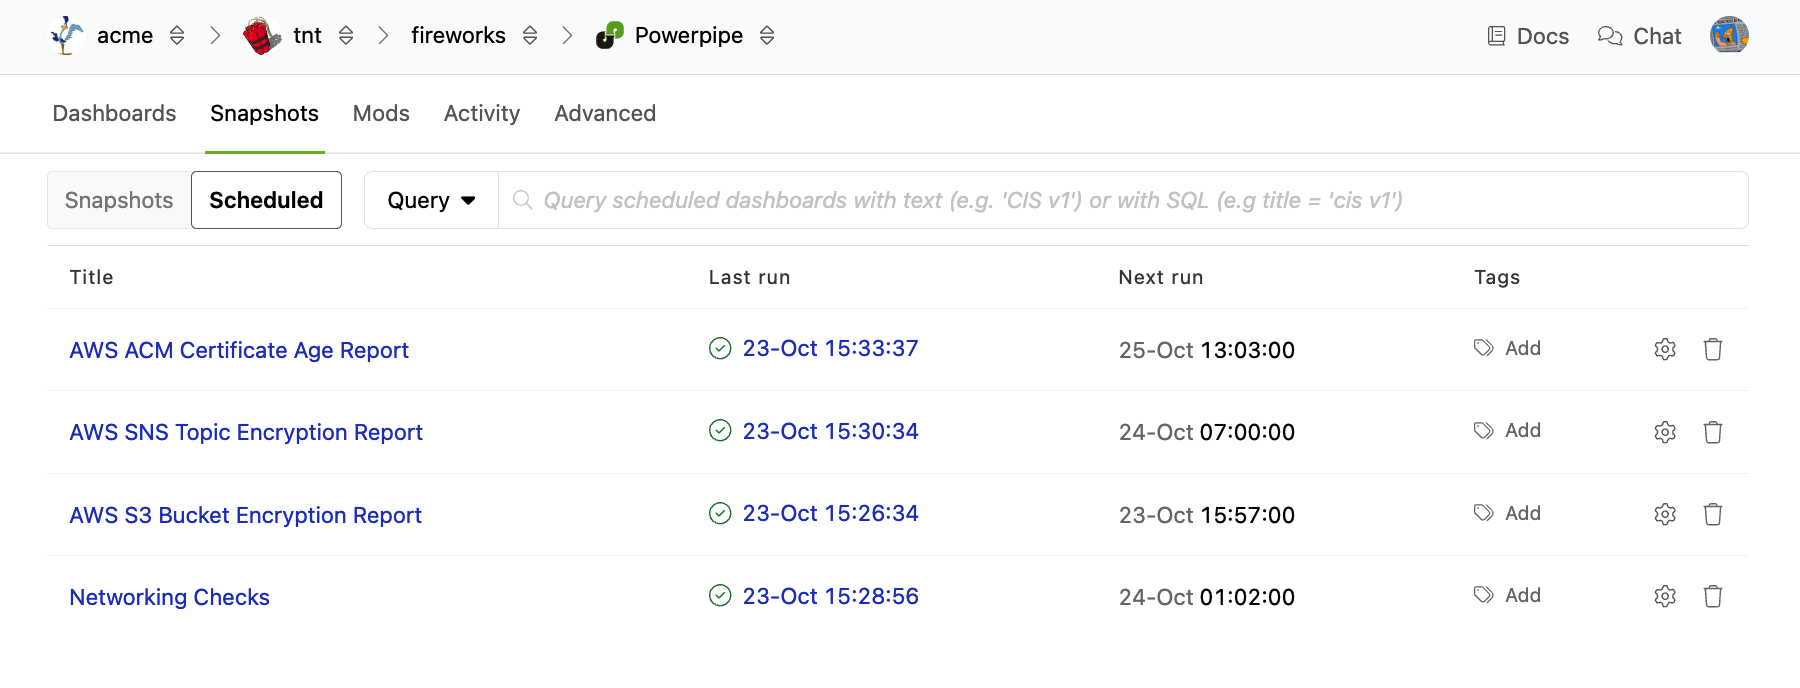 acme tnt fireworks Powerpipe Docs Chat
Dashboards Snapshots Mods Activity Advanced
Snapshots Scheduled Query Query scheduled dashboards with text (e.g. 'CIS v1') or with SQL (e.g title = 'cis v1')
Title Last run Next run Tags
AWS ACM Certificate Age Report 23-Oct 15:33:37 25-Oct 13:03:00 Add
AWS SNS Topic Encryption Report 23-Oct 15:30:34 24-Oct 07:00:00 Add
AWS S3 Bucket Encryption Report 23-Oct 15:26:34 23-Oct 15:57:00 Add
Networking Checks 23-Oct 15:28:56 24-Oct 01:02:00 Add